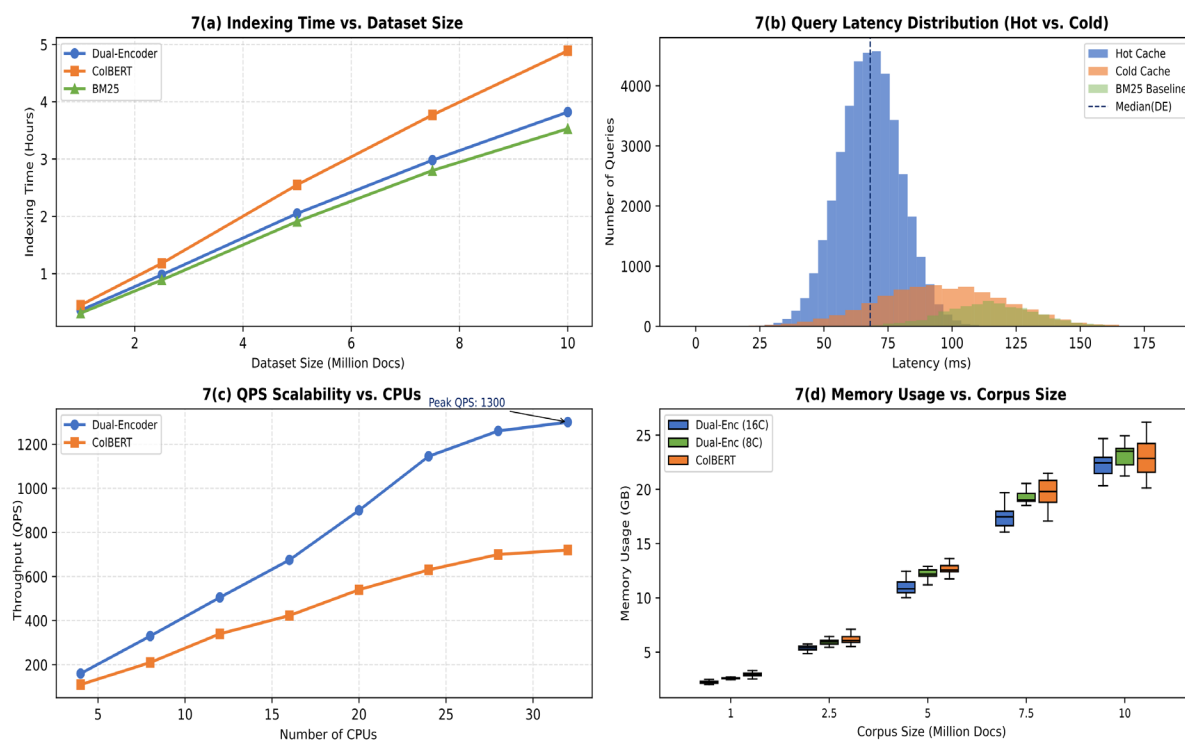 7(a) Indexing Time vs. Dataset Size
Indexing Time (Hours)
5
4
3
2
1
Dual-Encoder
ColBERT
BM25
2
4
6
8
10
Dataset Size (Million Docs)
7(b) Query Latency Distribution (Hot vs. Cold)
Number of Queries
4000
3000
2000
1000
0
Hot Cache
Cold Cache
BM25 Baseline
Median(DE)
0
25
50
75
100
125
150
175
Latency (ms)
7(c) QPS Scalability vs. CPUs
Peak QPS: 1300
Throughput (QPS)
1200
1000
800
600
400
200
Dual-Encoder
ColBERT
5
10
15
20
25
30
Number of CPUs
7(d) Memory Usage vs. Corpus Size
Memory Usage (GB)
25
20
15
10
5
Dual-Enc (16C)
Dual-Enc (8C)
ColBERT
1
2.5
5
7.5
10
Corpus Size (Million Docs)